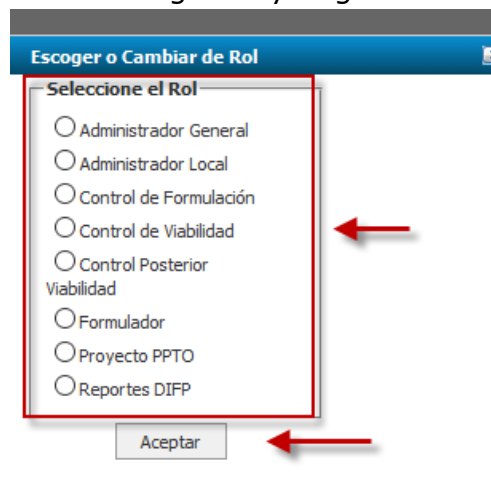 Escoger o Cambiar de Rol
Seleccione el Rol
Administrador General
Administrador Local
Control de Formulación
Control de Viabilidad
Control Posterior
Viabilidad
Formulador
Proyecto PPTO
Reportes DIFP
Aceptar